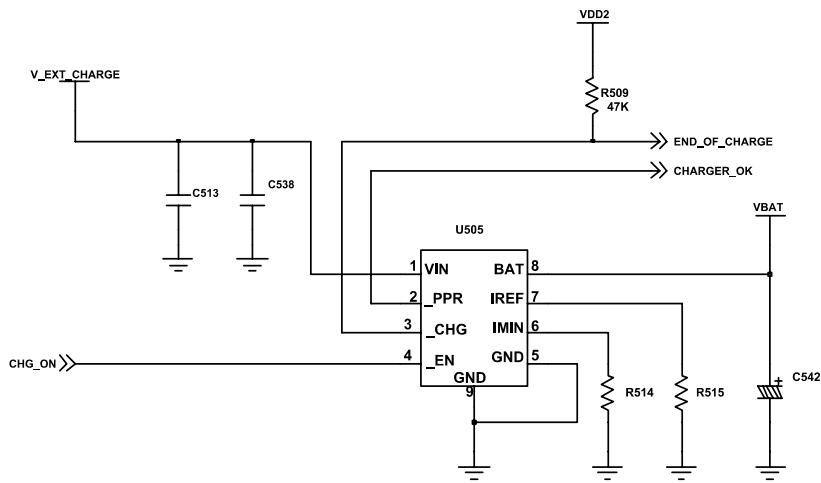 VDD2
V_EXT_CHARGE
R509
47K
END_OF_CHARGE
CHARGER_OK
C513
C538
VBAT
U505
1 VIN BAT 8
2 _PPR IREF 7
3 _CHG IMIN 6
4 _EN GND 5
GND
9
CHG_ON
R514
R515
+
C542